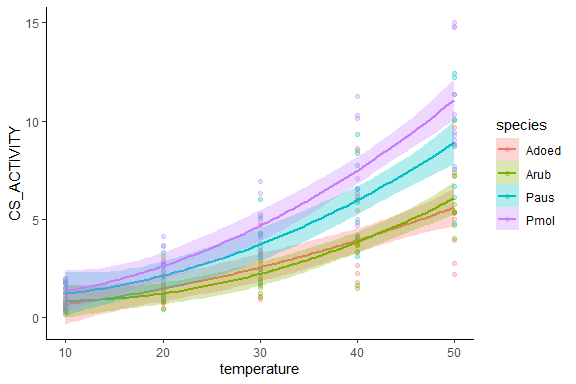 15
10
5
0
CS_ACTIVITY
10
20
30
40
50
temperature
species
Adoed
Arub
Paus
Pmol